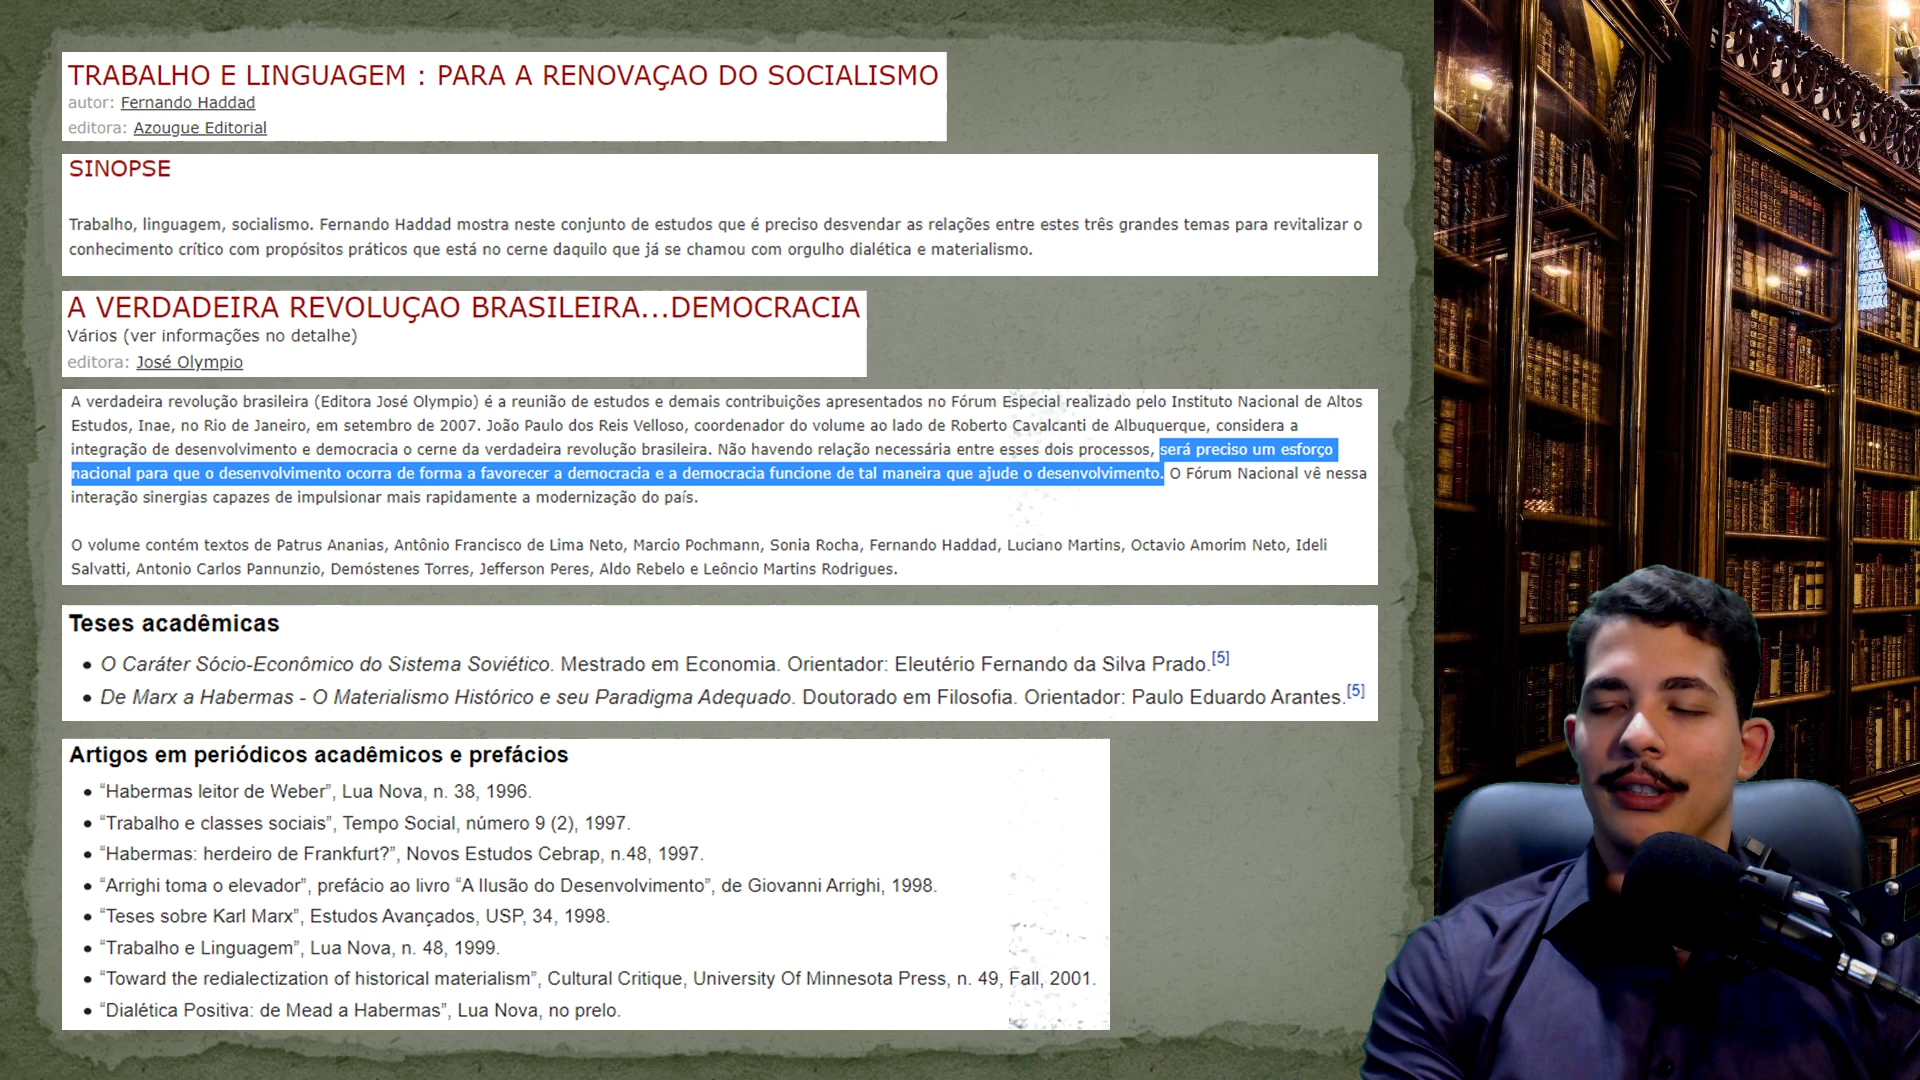 TRABALHO E LINGUAGEM : PARA A RENOVAÇAO DO SOCIALISMO
autor: Fernando Haddad
editora: Azougue Editorial
SINOPSE
Trabalho, linguagem, socialismo. Fernando Haddad mostra neste conjunto de estudos que é preciso desvendar as relações entre estes três grandes temas para revitalizar o
conhecimento crítico com propósitos práticos que está no cerne daquilo que já se chamou com orgulho dialética e materialismo.
A VERDADEIRA REVOLUÇAO BRASILEIRA...DEMOCRACIA
Vários (ver informações no detalhe)
editora: José Olympio
A verdadeira revolução brasileira (Editora José Olympio) é a reunião de estudos e demais contribuições apresentados no Fórum Especial realizado pelo Instituto Nacional de Altos
Estudos, Inae, no Rio de Janeiro, em setembro de 2007. João Paulo dos Reis Velloso, coordenador do volume ao lado de Roberto Cavalcanti de Albuquerque, considera a
integração de desenvolvimento e democracia o cerne da verdadeira revolução brasileira. Não havendo relação necessária entre esses dois processos, será preciso um esforço
nacional para que o desenvolvimento ocorra de forma a favorecer a democracia e a democracia funcione de tal maneira que ajude o desenvolvimento. O Fórum Nacional vê nessa
interação sinergias capazes de impulsionar mais rapidamente a modernização do país.
O volume contém textos de Patrus Ananias, Antônio Francisco de Lima Neto, Marcio Pochmann, Sonia Rocha, Fernando Haddad, Luciano Martins, Octavio Amorim Neto, Ideli
Salvatti, Antonio Carlos Pannunzio, Demóstenes Torres, Jefferson Peres, Aldo Rebelo e Leôncio Martins Rodrigues.
Teses acadêmicas
• O Caráter Sócio-Econômico do Sistema Soviético. Mestrado em Economia. Orientador: Eleutério Fernando da Silva Prado.[5]
• De Marx a Habermas - O Materialismo Histórico e seu Paradigma Adequado. Doutorado em Filosofia. Orientador: Paulo Eduardo Arantes.[5]
Artigos em periódicos acadêmicos e prefácios
• “Habermas leitor de Weber”, Lua Nova, n. 38, 1996.
• “Trabalho e classes sociais”, Tempo Social, número 9 (2), 1997.
• “Habermas: herdeiro de Frankfurt?”, Novos Estudos Cebrap, n.48, 1997.
• “Arrighi toma o elevador”, prefácio ao livro “A Ilusão do Desenvolvimento”, de Giovanni Arrighi, 1998.
• “Teses sobre Karl Marx”, Estudos Avançados, USP, 34, 1998.
• “Trabalho e Linguagem”, Lua Nova, n. 48, 1999.
• “Toward the redialectization of historical materialism”, Cultural Critique, University Of Minnesota Press, n. 49, Fall, 2001.
• “Dialética Positiva: de Mead a Habermas”, Lua Nova, no prelo.